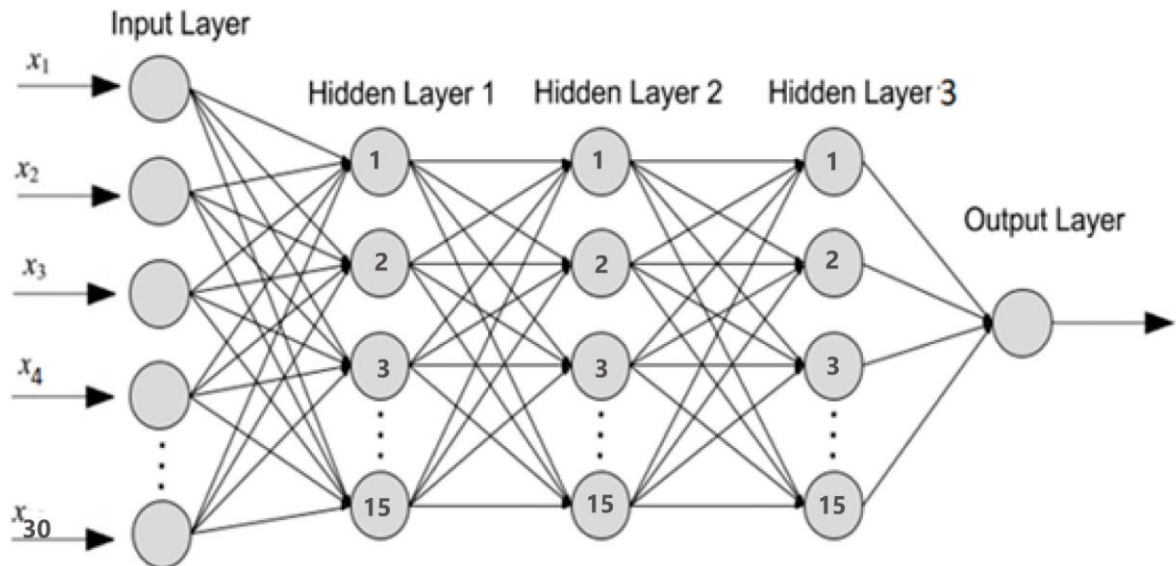 Input Layer
x1
Hidden Layer 1
Hidden Layer 2
Hidden Layer 3
x2
x3
x4
x30
1
2
3
15
1
2
3
15
1
2
3
15
Output Layer